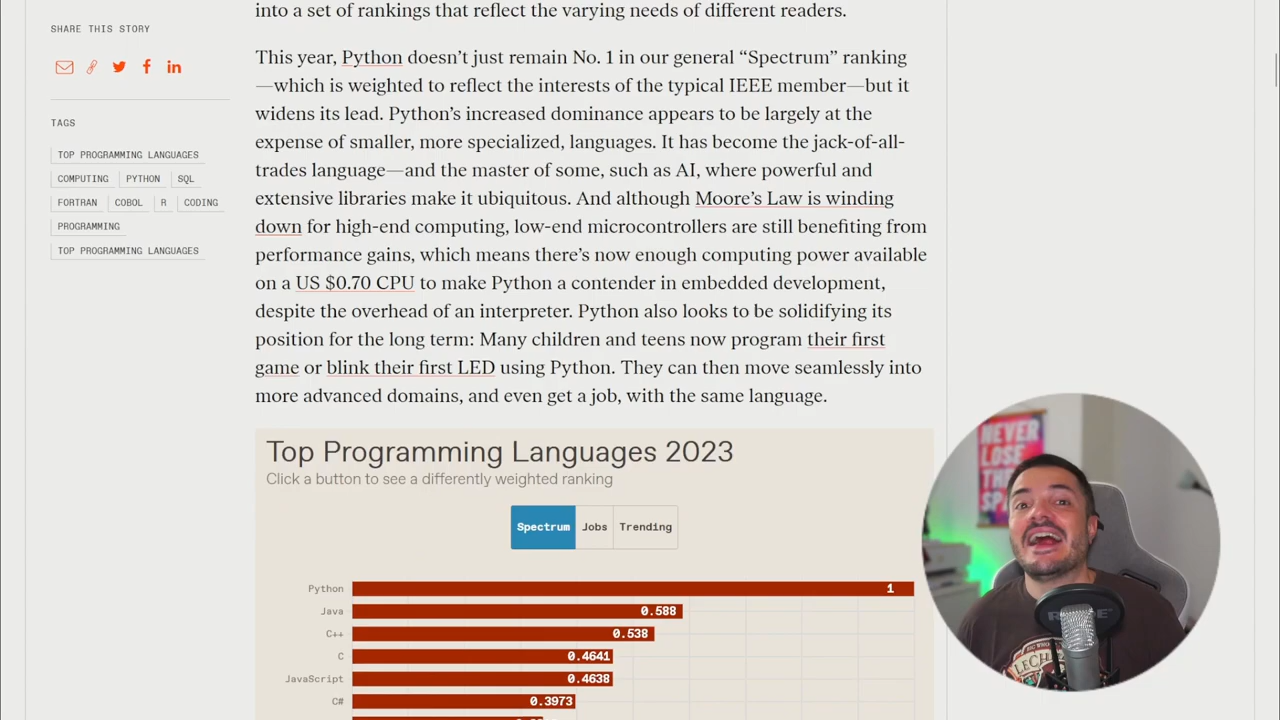 SHARE THIS STORY
TAGS
TOP PROGRAMMING LANGUAGES
COMPUTING PYTHON SQL
FORTRAN COBOL R CODING
PROGRAMMING
TOP PROGRAMMING LANGUAGES
into a set of rankings that reflect the varying needs of different readers.
This year, Python doesn’t just remain No. 1 in our general “Spectrum” ranking
—which is weighted to reflect the interests of the typical IEEE member—but it
widens its lead. Python’s increased dominance appears to be largely at the
expense of smaller, more specialized, languages. It has become the jack-of-all-
trades language—and the master of some, such as AI, where powerful and
extensive libraries make it ubiquitous. And although Moore’s Law is winding
down for high-end computing, low-end microcontrollers are still benefiting from
performance gains, which means there’s now enough computing power available
on a US $0.70 CPU to make Python a contender in embedded development,
despite the overhead of an interpreter. Python also looks to be solidifying its
position for the long term: Many children and teens now program their first
game or blink their first LED using Python. They can then move seamlessly into
more advanced domains, and even get a job, with the same language.
Top Programming Languages 2023
Click a button to see a differently weighted ranking
Spectrum Jobs Trending
Python 1
Java 0.588
C++ 0.538
C 0.4641
JavaScript 0.4638
C# 0.3973
NEVER
LOSE